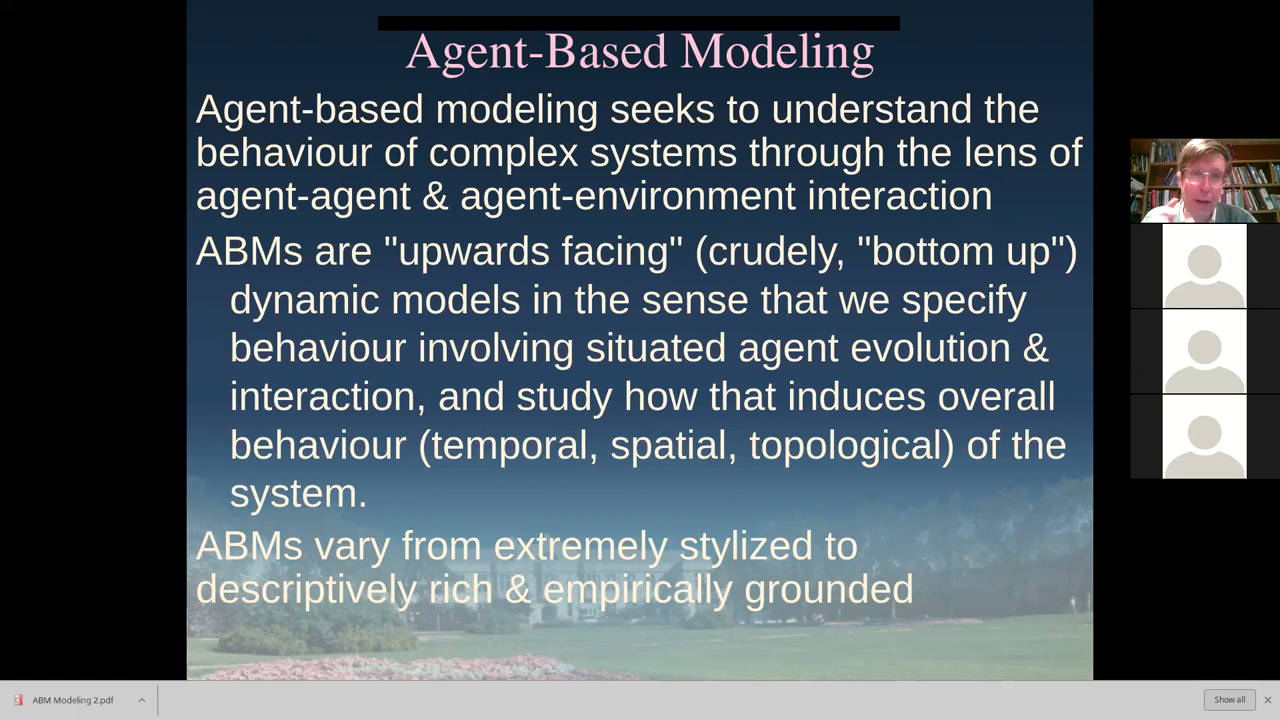 Agent-Based Modeling
Agent-based modeling seeks to understand the
behaviour of complex systems through the lens of
agent-agent & agent-environment interaction
ABMs are "upwards facing" (crudely, "bottom up")
dynamic models in the sense that we specify
behaviour involving situated agent evolution &
interaction, and study how that induces overall
behaviour (temporal, spatial, topological) of the
system.
ABMs vary from extremely stylized to
descriptively rich & empirically grounded
ABM Modeling 2.pdf
Show all